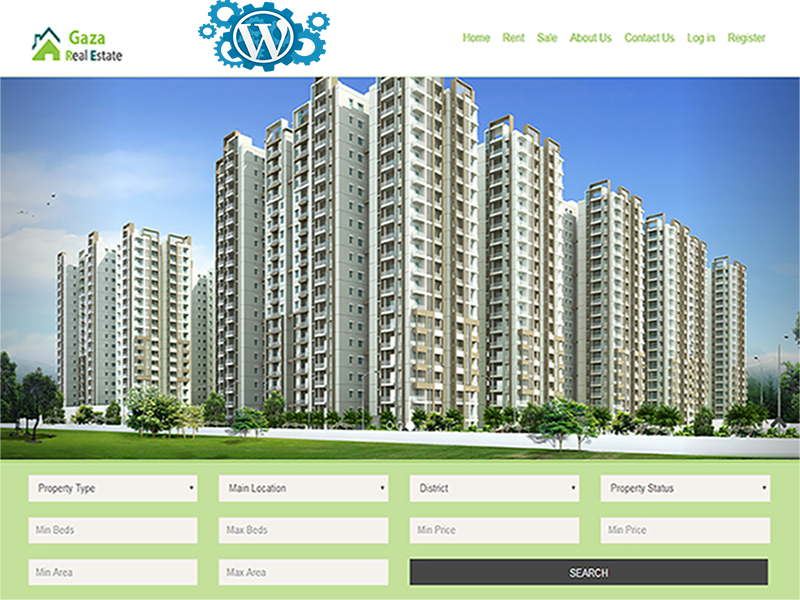 Gaza
Real Estate
W
Home Rent Sale About Us Contact Us Log in Register
Property Type Main Location District Property Status
Min Beds Max Beds Min Price Min Price
Min Area Max Area SEARCH